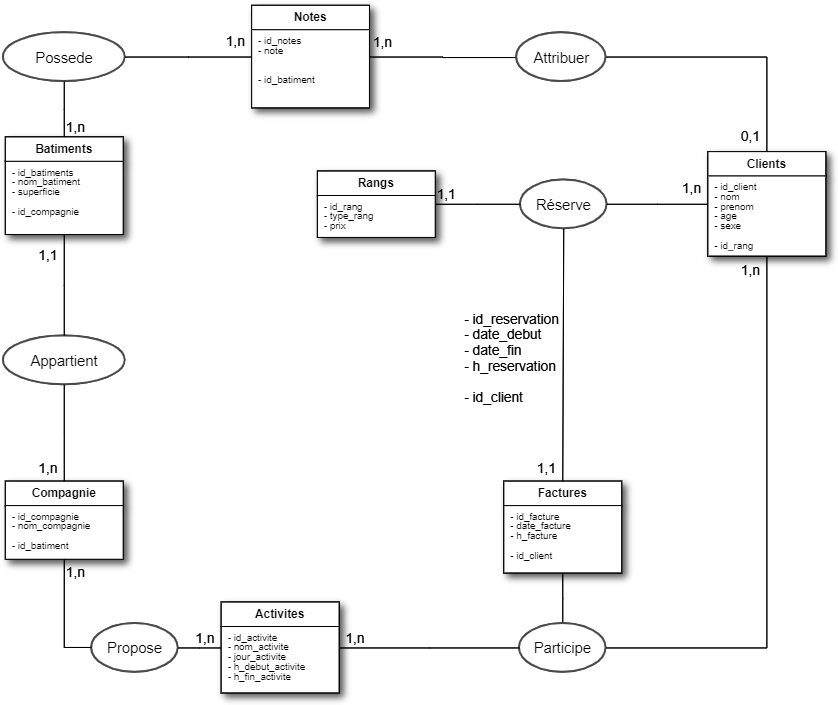 Notes
- id_notes
- note
- id_batiment
1,n
1,n
Possede
Attribuer
1,n
0,1
Batiments
- id_batiments
- nom_batiment
- superficie
- id_compagnie
Rangs
- id_rang
- type_rang
- prix
1,1
Réserve
1,n
Clients
- id_client
- nom
- prenom
- age
- sexe
- id_rang
1,1
1,n
- id_reservation
- date_debut
- date_fin
- h_reservation
- id_client
Appartient
1,n
1,1
Compagnie
- id_compagnie
- nom_compagnie
- id_batiment
Factures
- id_facture
- date_facture
- h_facture
- id_client
1,n
Propose
1,n
Activites
- id_activite
- nom_activite
- jour_activite
- h_debut_activite
- h_fin_activite
1,n
Participe